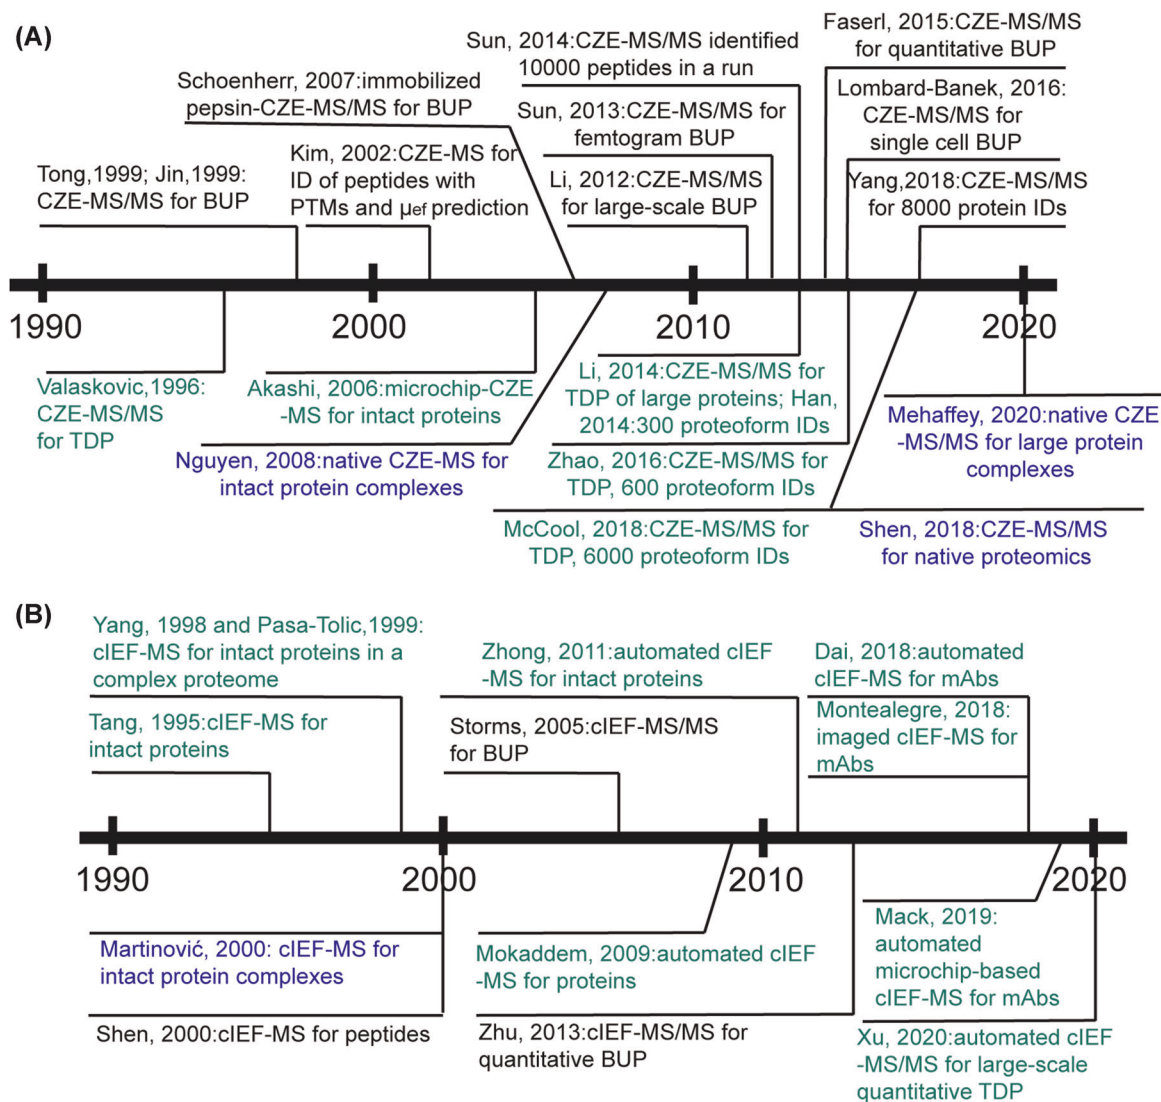 (A)
Tong,1999; Jin,1999:
CZE-MS/MS for BUP
Schoenherr, 2007:immobilized
pepsin-CZE-MS/MS for BUP
Kim, 2002:CZE-MS for
ID of peptides with
PTMs and μef prediction
Sun, 2014:CZE-MS/MS identified
10000 peptides in a run
Sun, 2013:CZE-MS/MS for
femtogram BUP
Li, 2012:CZE-MS/MS
for large-scale BUP
Faserl, 2015:CZE-MS/MS
for quantitative BUP
Lombard-Banek, 2016:
CZE-MS/MS for
single cell BUP
Yang,2018:CZE-MS/MS
for 8000 protein IDs
1990
2000
2010
2020
Valaskovic,1996:
CZE-MS/MS
for TDP
Akashi, 2006:microchip-CZE
-MS for intact proteins
Nguyen, 2008:native CZE-MS for
intact protein complexes
Li, 2014:CZE-MS/MS for
TDP of large proteins; Han,
2014:300 proteoform IDs
Zhao, 2016:CZE-MS/MS for
TDP, 600 proteoform IDs
McCool, 2018:CZE-MS/MS for
TDP, 6000 proteoform IDs
Mehaffey, 2020:native CZE
-MS/MS for large protein
complexes
Shen, 2018:CZE-MS/MS
for native proteomics
(B)
Yang, 1998 and Pasa-Tolic,1999:
cIEF-MS for intact proteins in a
complex proteome
Tang, 1995:cIEF-MS for
intact proteins
Zhong, 2011:automated cIEF
-MS for intact proteins
Storms, 2005:cIEF-MS/MS
for BUP
Dai, 2018:automated
cIEF-MS for mAbs
Montealegre, 2018:
imaged cIEF-MS for
mAbs
1990
2000
2010
2020
Martinović, 2000: cIEF-MS for
intact protein complexes
Shen, 2000:cIEF-MS for peptides
Mokaddem, 2009:automated cIEF
-MS for proteins
Zhu, 2013:cIEF-MS/MS for
quantitative BUP
Mack, 2019:
automated
microchip-based
cIEF-MS for mAbs
Xu, 2020:automated cIEF
-MS/MS for large-scale
quantitative TDP